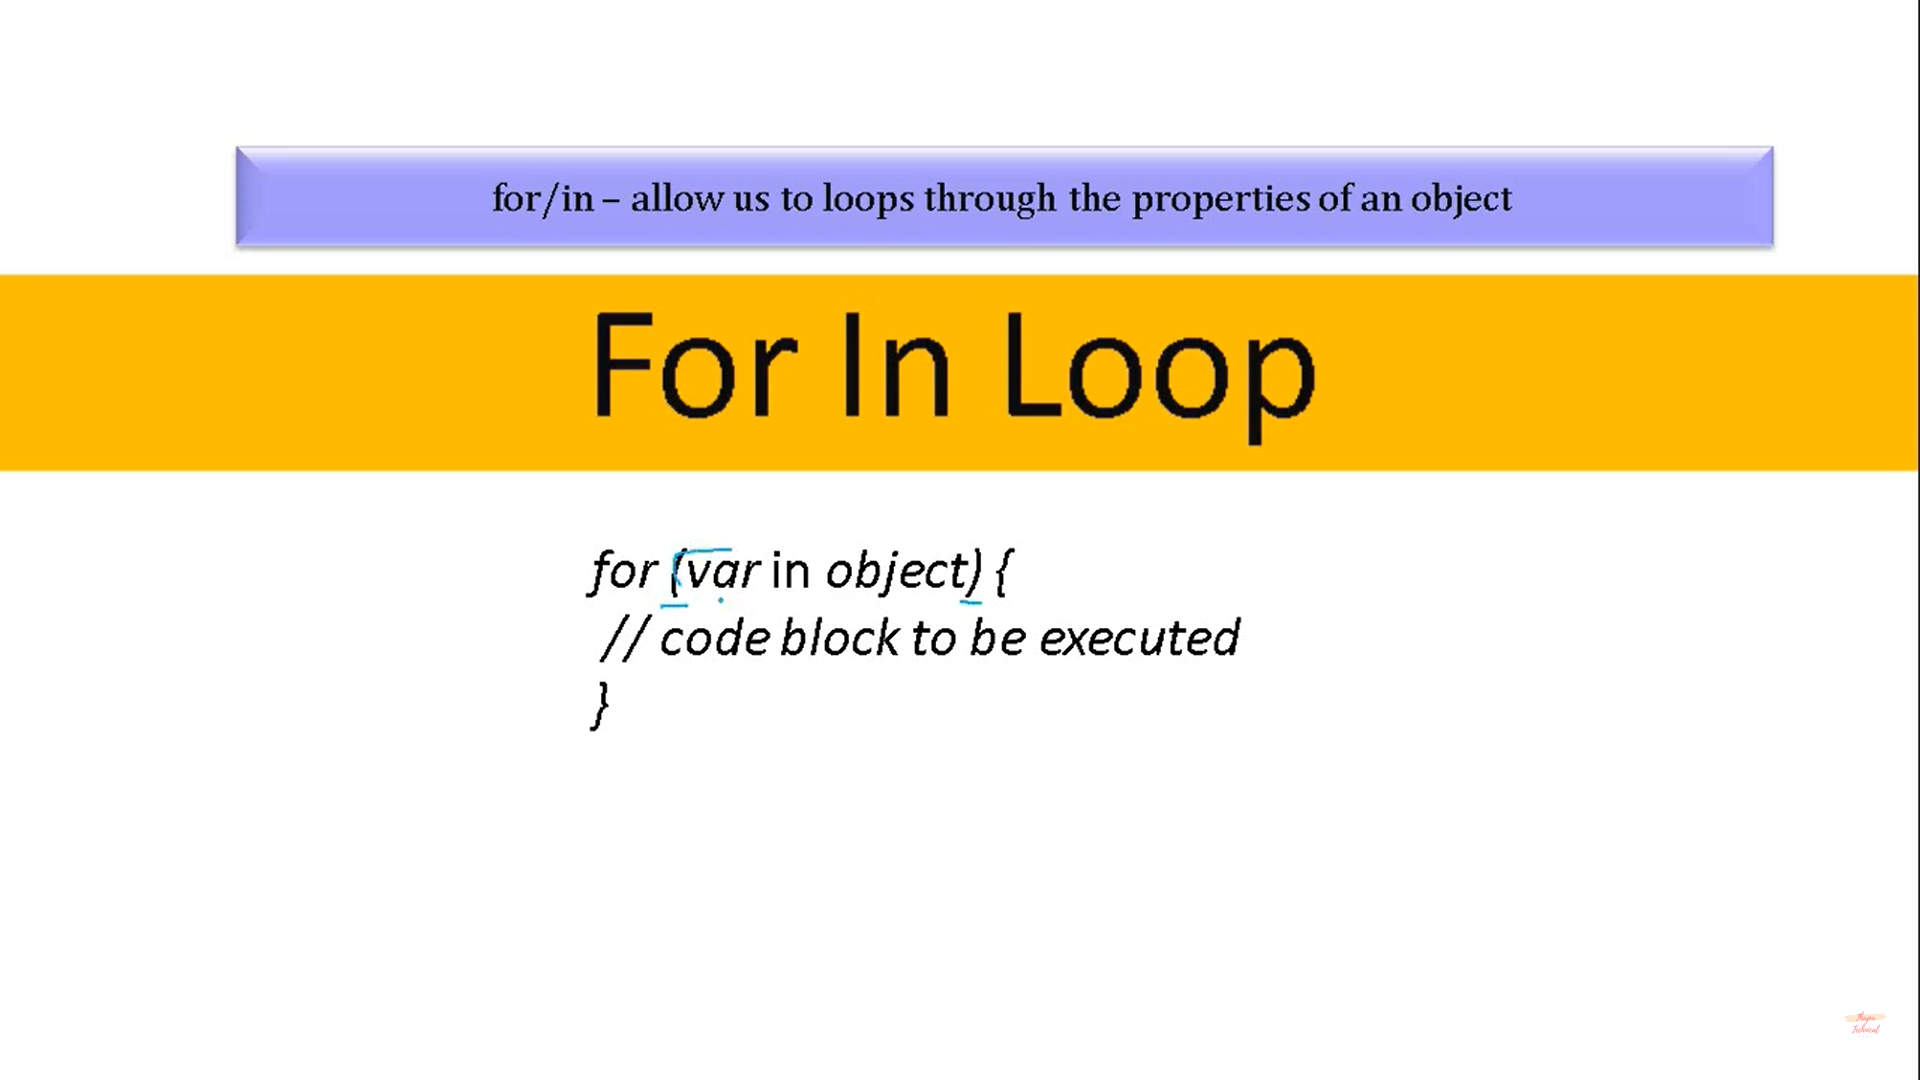 for/in – allow us to loops through the properties of an object
For In Loop
for (var in object) {
// code block to be executed
}
Technical